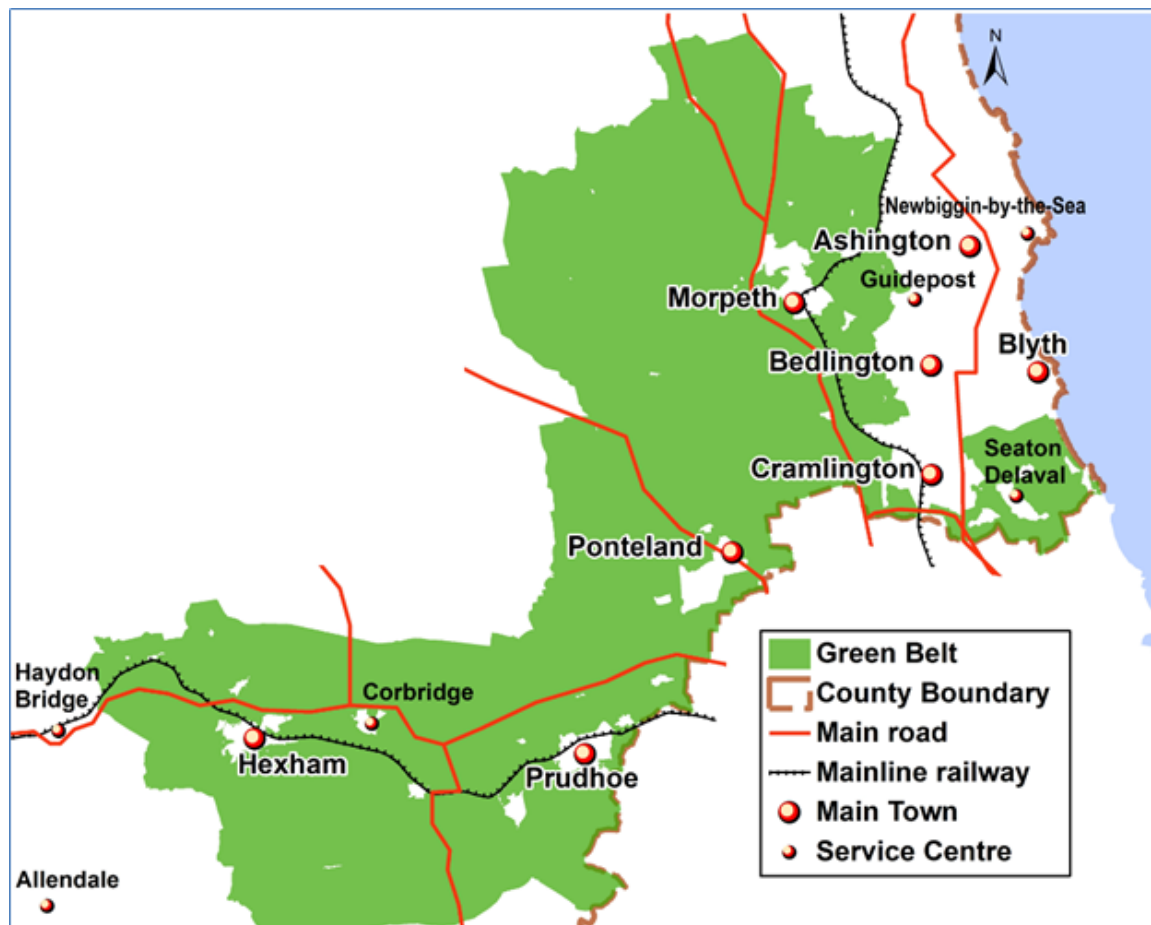 N
Newbiggin-by-the-Sea
Ashington
Guidepost
Morpeth
Bedlington
Blyth
Seaton
Delaval
Cramlington
Ponteland
Haydon
Bridge
Corbridge
Hexham
Prudhoe
Allendale
Green Belt
County Boundary
Main road
Mainline railway
Main Town
Service Centre